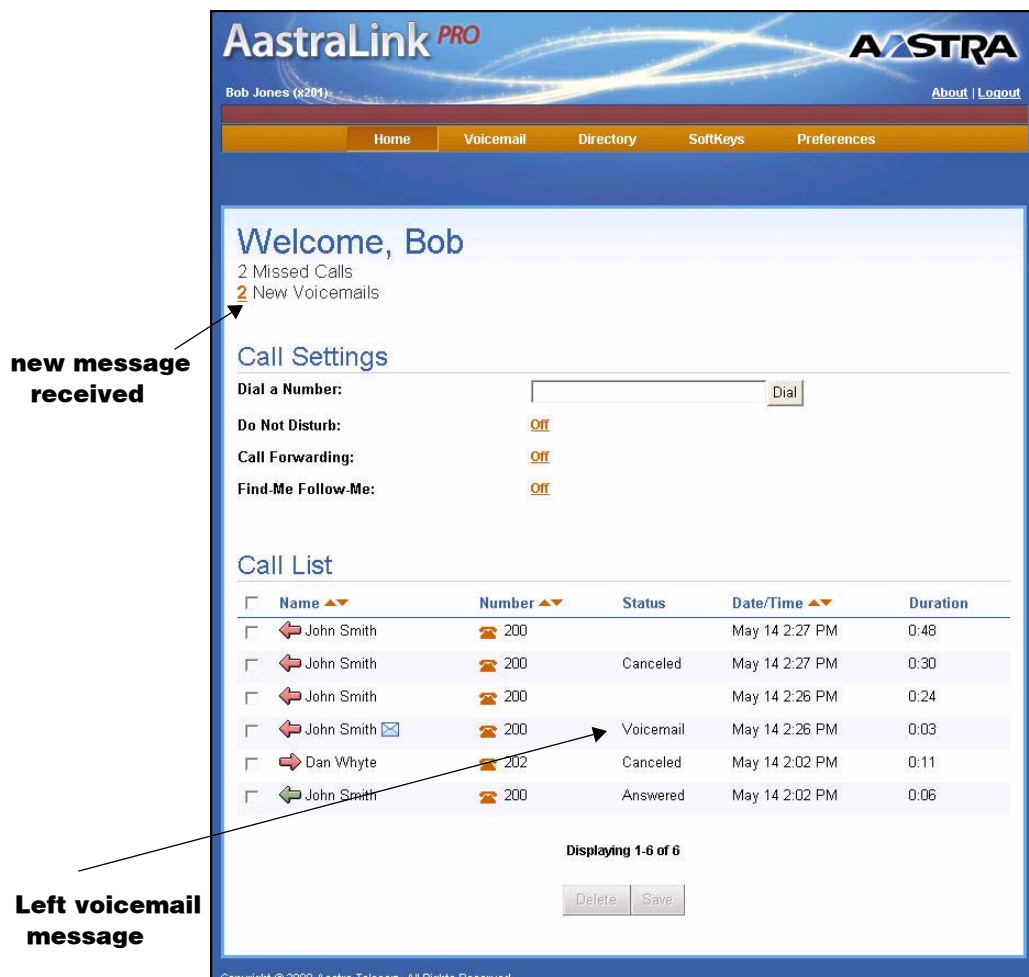 AastraLink PRO
AASTRA
Bob Jones (x201)
About | Logout
Home Voicemail Directory SoftKeys Preferences
Welcome, Bob
2 Missed Calls
2 New Voicemails
new message
received
Call Settings
Dial a Number: Dial
Do Not Disturb: Off
Call Forwarding: Off
Find-Me Follow-Me: Off
Call List
Name Number Status Date/Time Duration
John Smith 200 May 14 2:27 PM 0:48
John Smith 200 Canceled May 14 2:27 PM 0:30
John Smith 200 May 14 2:26 PM 0:24
John Smith 200 Voicemail May 14 2:26 PM 0:03
Dan Whyte 202 Canceled May 14 2:02 PM 0:11
John Smith 200 Answered May 14 2:02 PM 0:06
Displaying 1-6 of 6
Delete Save
Left voicemail
message
Copyright © Aastra Telecom. All Rights Reserved